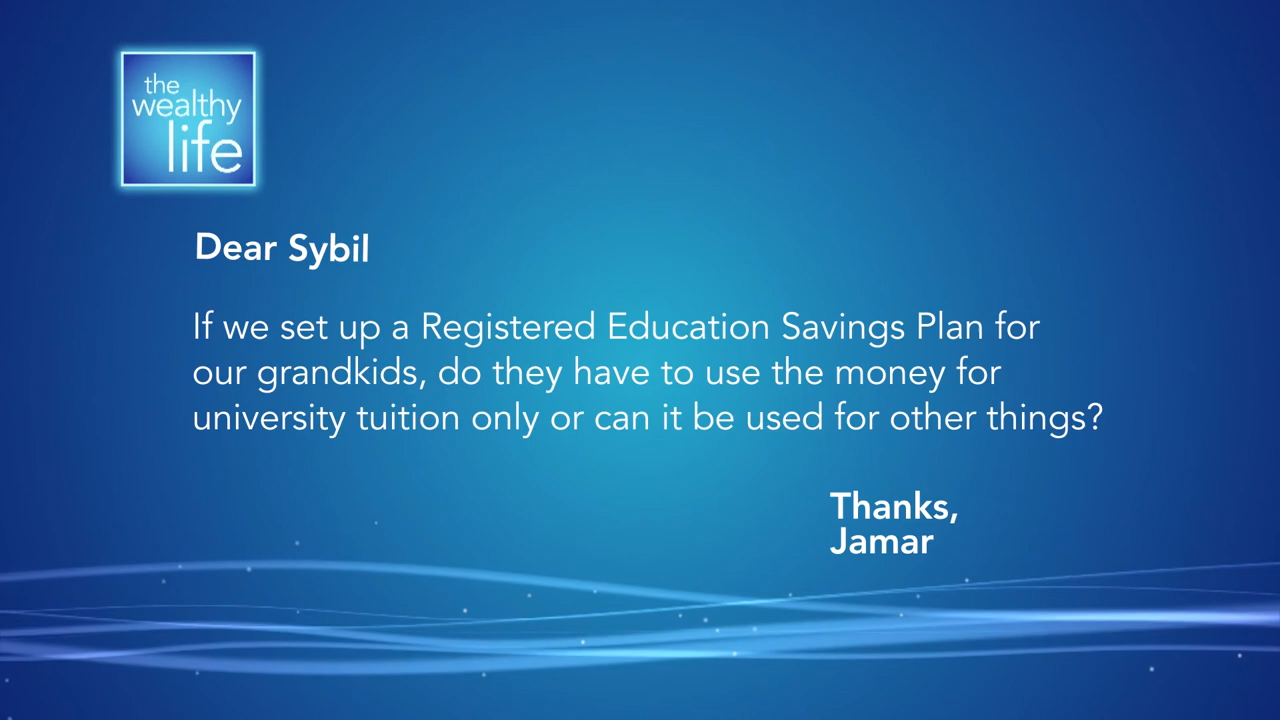 the
wealthy
life
Dear Sybil
If we set up a Registered Education Savings Plan for
our grandkids, do they have to use the money for
university tuition only or can it be used for other things?
Thanks,
Jamar